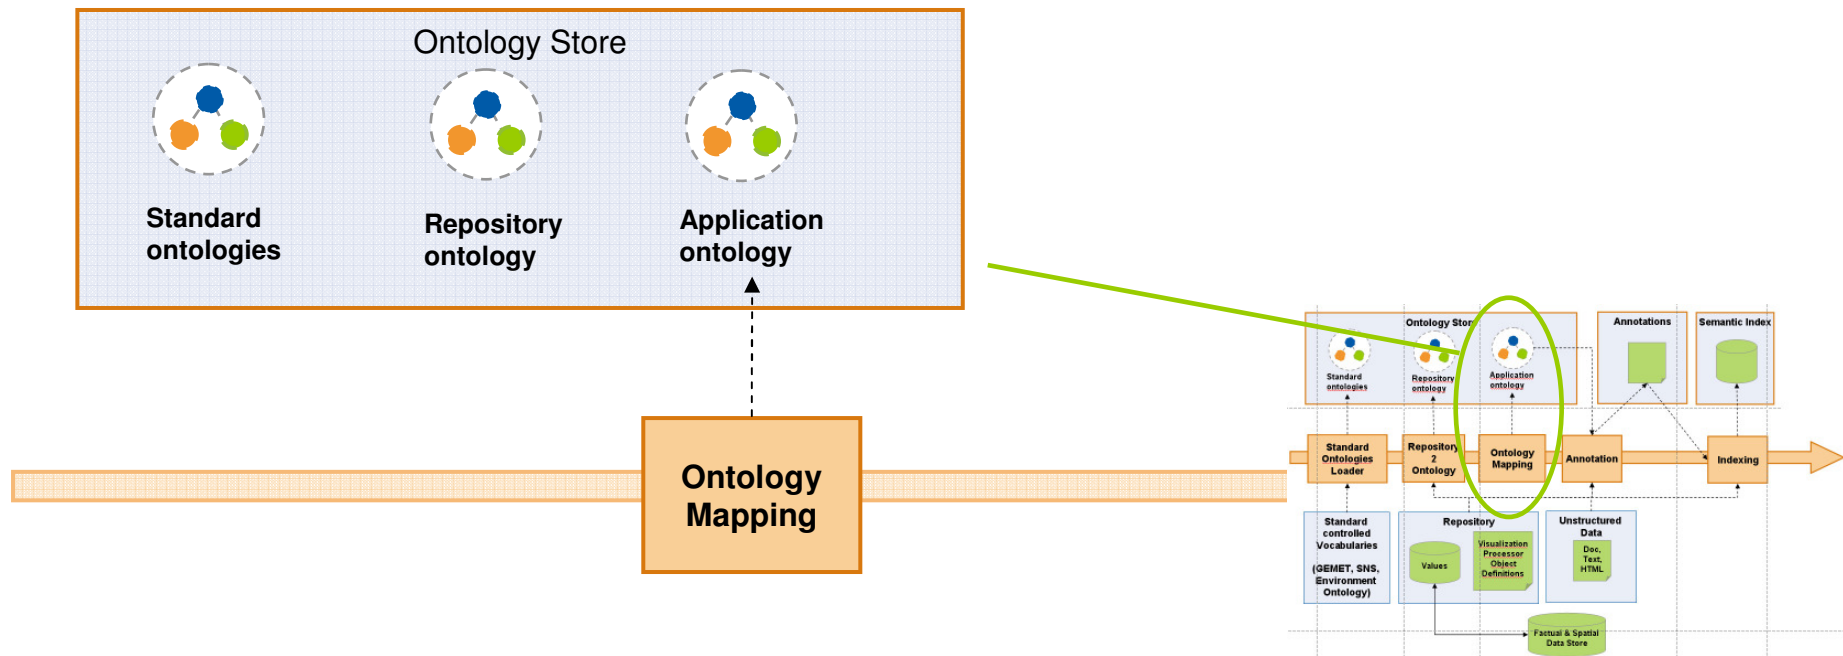 Ontology Store
Standard
ontologies
Repository
ontology
Application
ontology
Ontology
Mapping
Ontology Store
Standard
ontologies
Repository
ontology
Application
ontology
Annotations
Semantic Index
Standard
Ontologies
Loader
Repository
2
Ontology
Ontology
Mapping
Annotation
Indexing
Standard
controlled
Vocabularies
(GEMET, SNS,
Environment
Ontology)
Repository
Values
Visualization
Processor
Object
Definitions
Unstructured
Data
Doc,
Text,
HTML
Factual & Spatial
Data Store